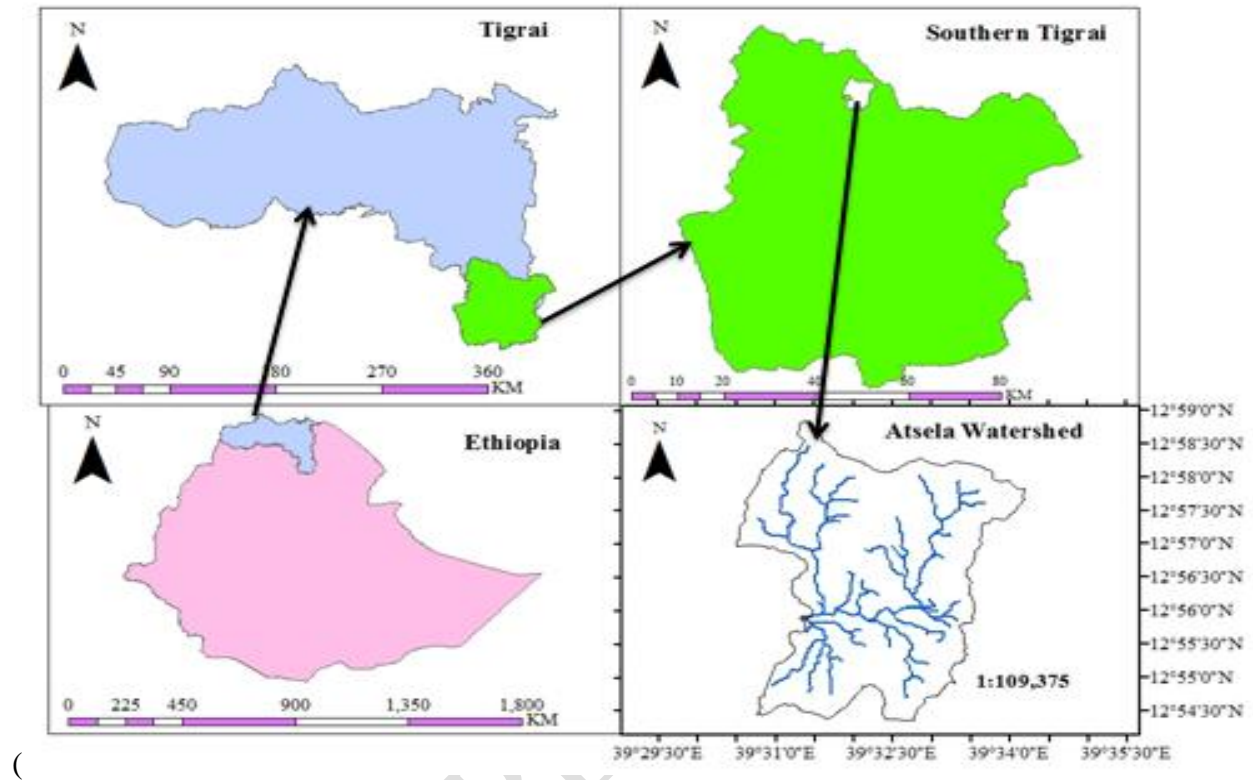 N
Tigrai
0 45 90 180 270 360
KM
N
Southern Tigrai
0 10 20 40 60 80
KM
N
Ethiopia
0 225 450 900 1,350 1,800
KM
N
Atsela Watershed
1:109,375
12°59'0"N
12°58'30"N
12°58'0"N
12°57'30"N
12°57'0"N
12°56'30"N
12°56'0"N
12°55'30"N
12°55'0"N
12°54'30"N
39°29'30"E 39°31'0"E 39°32'30"E 39°34'0"E 39°35'30"E
(